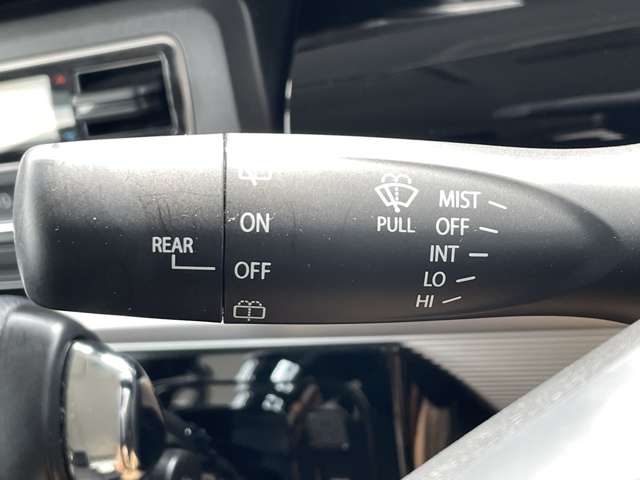 REAR
ON
OFF
PULL
MIST
OFF
INT
LO
HI